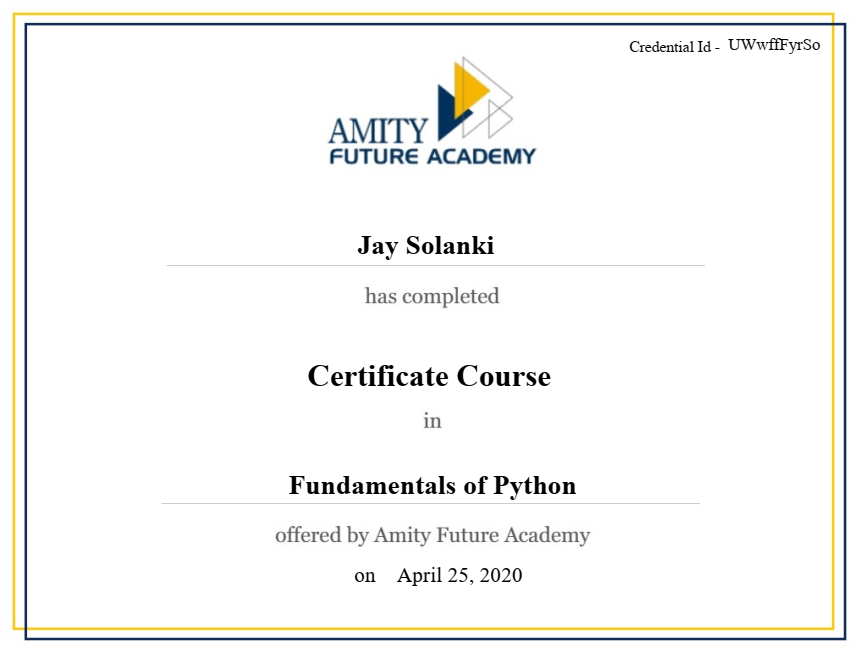 Credential Id - UWwffFyrSo
AMITY
FUTURE ACADEMY
Jay Solanki
has completed
Certificate Course
in
Fundamentals of Python
offered by Amity Future Academy
on April 25, 2020